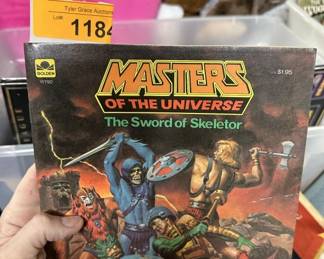 Tyler Grace Auctions
Lot#
1184
GOLDEN
$1.95
MASTERS
OF THE UNIVERSE
The Sword of Skeletor